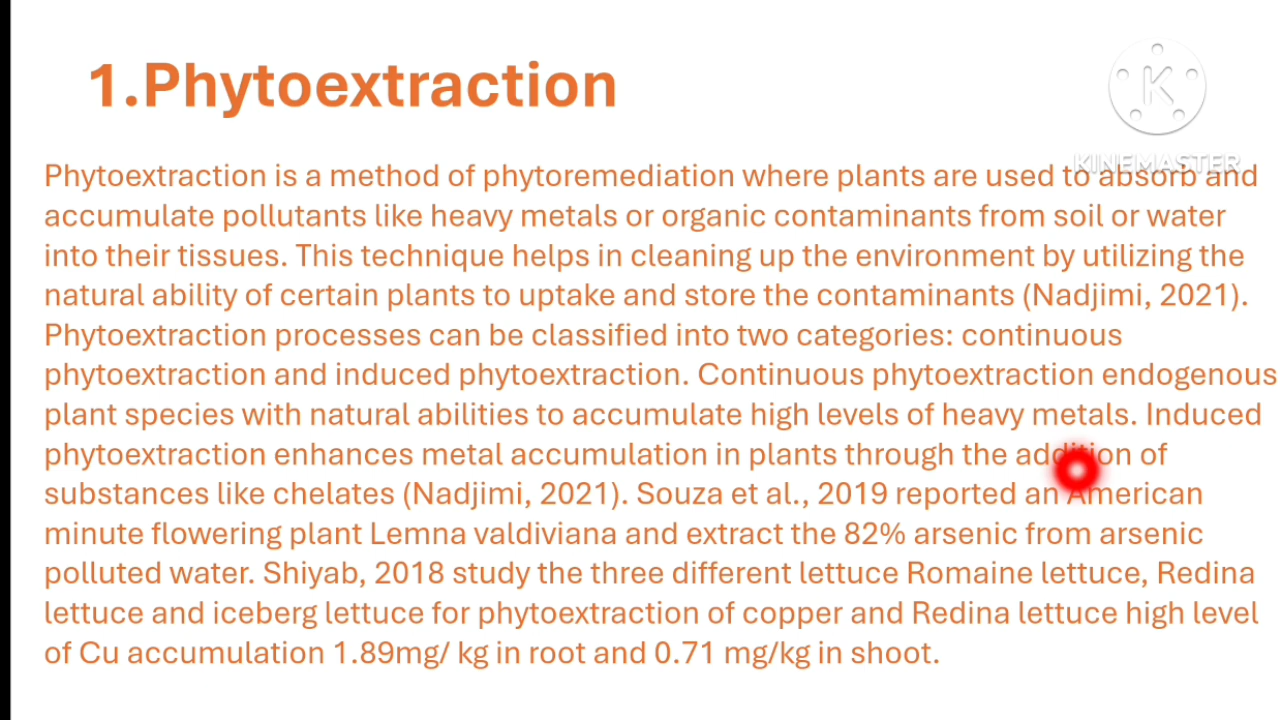 1.Phytoextraction
KINEMASTER
Phytoextraction is a method of phytoremediation where plants are used to absorb and
accumulate pollutants like heavy metals or organic contaminants from soil or water
into their tissues. This technique helps in cleaning up the environment by utilizing the
natural ability of certain plants to uptake and store the contaminants (Nadjimi, 2021).
Phytoextraction processes can be classified into two categories: continuous
phytoextraction and induced phytoextraction. Continuous phytoextraction endogenous
plant species with natural abilities to accumulate high levels of heavy metals. Induced
phytoextraction enhances metal accumulation in plants through the addition of
substances like chelates (Nadjimi, 2021). Souza et al., 2019 reported an American
minute flowering plant Lemna valdiviana and extract the 82% arsenic from arsenic
polluted water. Shiyab, 2018 study the three different lettuce Romaine lettuce, Redina
lettuce and iceberg lettuce for phytoextraction of copper and Redina lettuce high level
of Cu accumulation 1.89mg/ kg in root and 0.71 mg/kg in shoot.